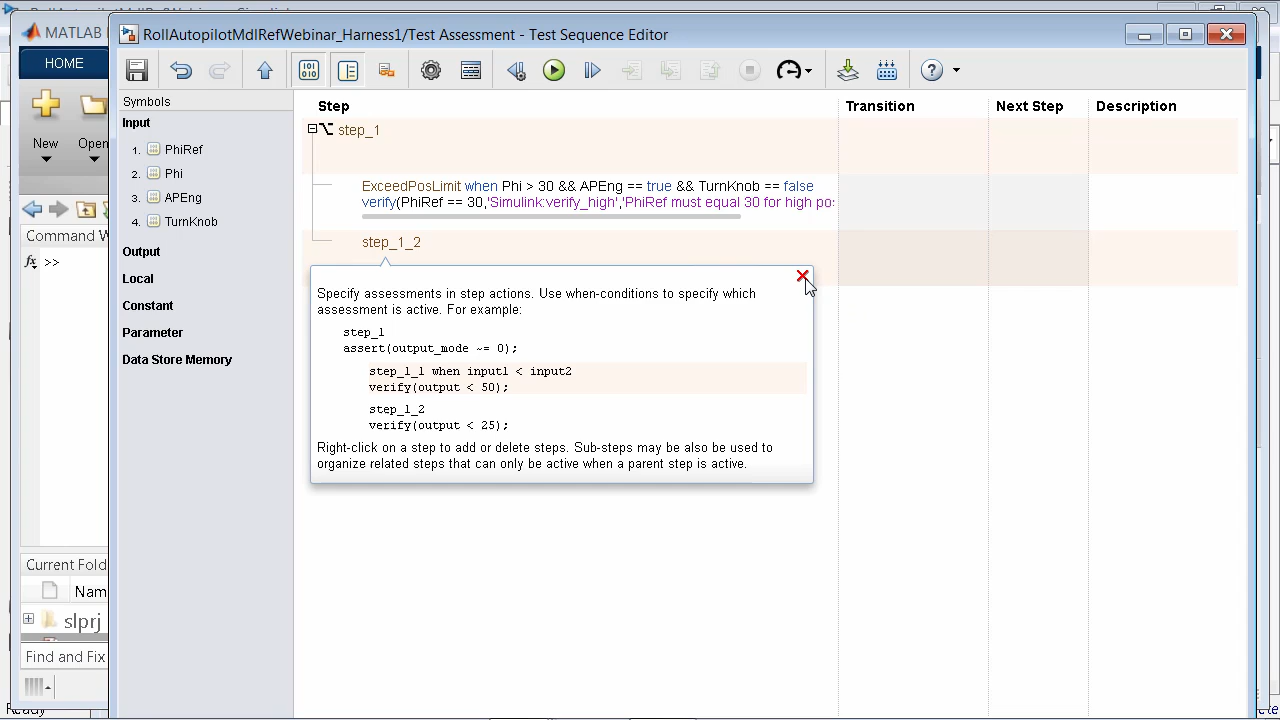 RollAutopilotMdlRefWebinar_Harness1/Test Assessment - Test Sequence Editor
MATLAB
HOME
New
Open
Command W
fx >>
Current Fold
Nam
slprj
Find and Fix
Ready
Symbols
Input
1. PhiRef
2. Phi
3. APEng
4. TurnKnob
Output
Local
Constant
Parameter
Data Store Memory
Step Transition Next Step Description
step_1
ExceedPosLimit when Phi > 30 && APEng == true && TurnKnob == false
verify(PhiRef == 30,'Simulink:verify_high','PhiRef must equal 30 for high po
step_1_2
Specify assessments in step actions. Use when-conditions to specify which
assessment is active. For example:
step_1
assert(output_mode ~= 0);
step_1_1 when input1 < input2
verify(output < 50);
step_1_2
verify(output < 25);
Right-click on a step to add or delete steps. Sub-steps may be also be used to
organize related steps that can only be active when a parent step is active.